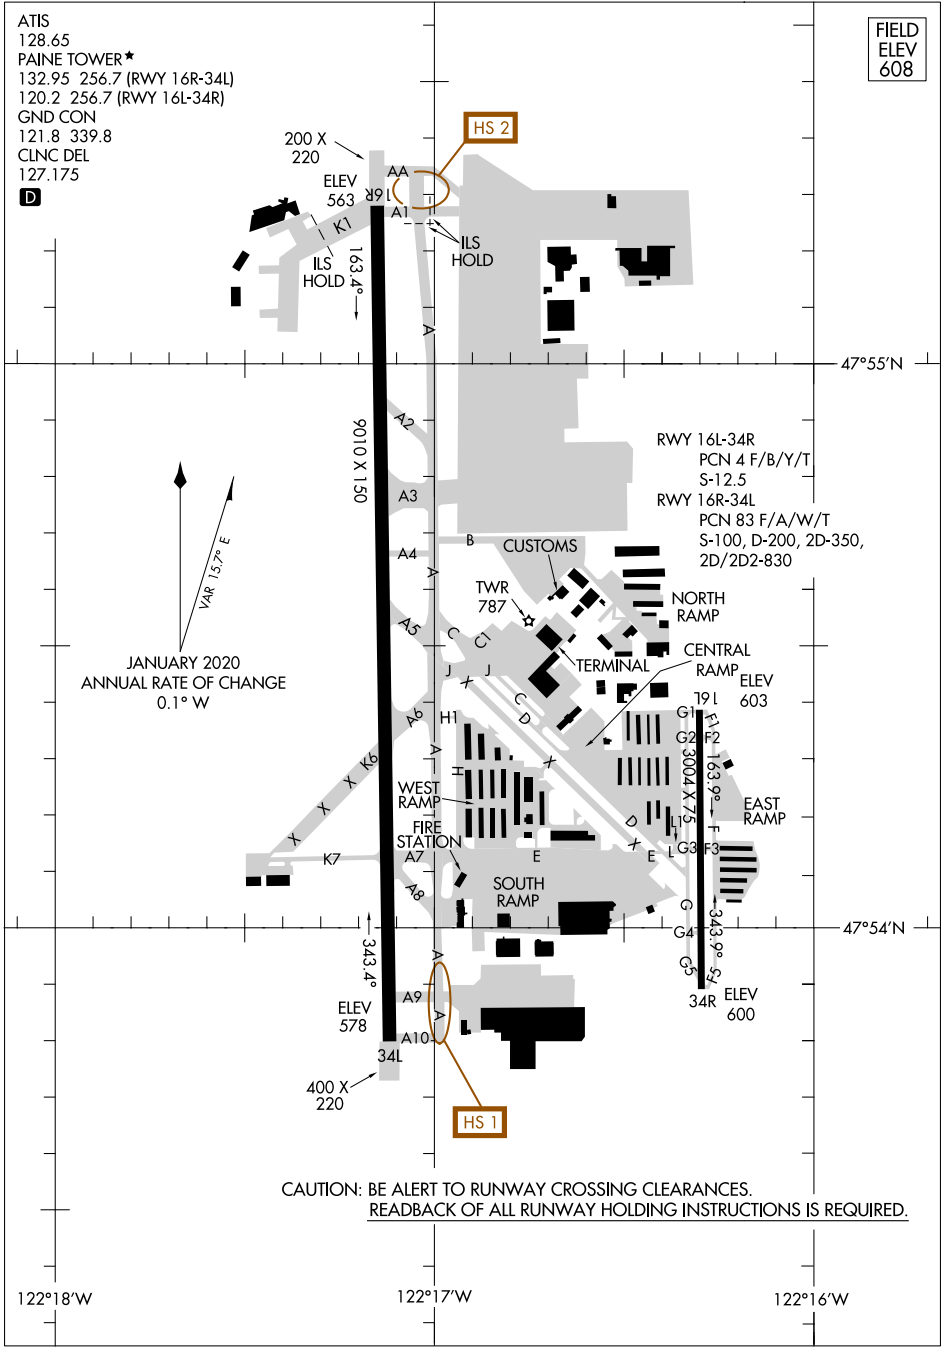 ATIS
128.65
PAINE TOWER★
132.95 256.7 (RWY 16R-34L)
120.2 256.7 (RWY 16L-34R)
GND CON
121.8 339.8
CLNC DEL
127.175
D
FIELD
ELEV
608
HS 2
200 X
220
AA
ELEV
563
16R
A1
K1
ILS
HOLD
ILS
HOLD
163.4°
A
47°55'N
A2
9010 X 150
RWY 16L-34R
PCN 4 F/B/Y/T
S-12.5
RWY 16R-34L
PCN 83 F/A/W/T
S-100, D-200, 2D-350,
2D/2D2-830
A3
VAR 15.7° E
B
CUSTOMS
A4
A
TWR
787
NORTH
RAMP
A5
C
C1
JANUARY 2020
ANNUAL RATE OF CHANGE
0.1° W
TERMINAL
CENTRAL
RAMP
J
J
X
ELEV
603
16L
C
D
A6
H1
G1
F1
G2
F2
A
K6
X
X
X
X
H
WEST
RAMP
163.9°
3004 X 75
EAST
RAMP
FIRE
STATION
D
X
L1
F
K7
A7
E
E
L
G3
F3
A8
SOUTH
RAMP
G
G4
343.9°
47°54'N
343.4°
A
G5
F5
A9
A
34R
ELEV
600
ELEV
578
A10
34L
400 X
220
HS 1
CAUTION: BE ALERT TO RUNWAY CROSSING CLEARANCES.
READBACK OF ALL RUNWAY HOLDING INSTRUCTIONS IS REQUIRED.
122°18'W
122°17'W
122°16'W